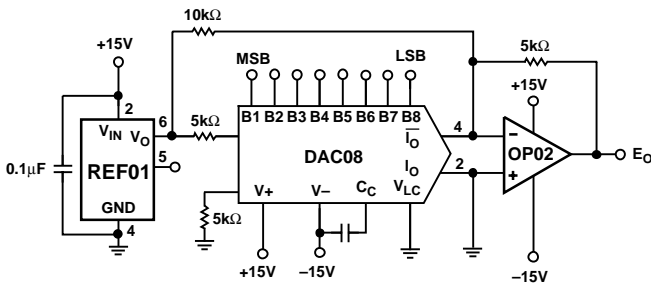 10kΩ
+15V
MSB
LSB
5kΩ
2
VIN
VO
6
5kΩ
B1 B2 B3 B4 B5 B6 B7 B8
+15V
0.1µF
REF01
5
DAC08
IO
4
−
OP02
EO
IO
2
+
GND
4
5kΩ
V+
V−
CC
VLC
+15V
−15V
−15V